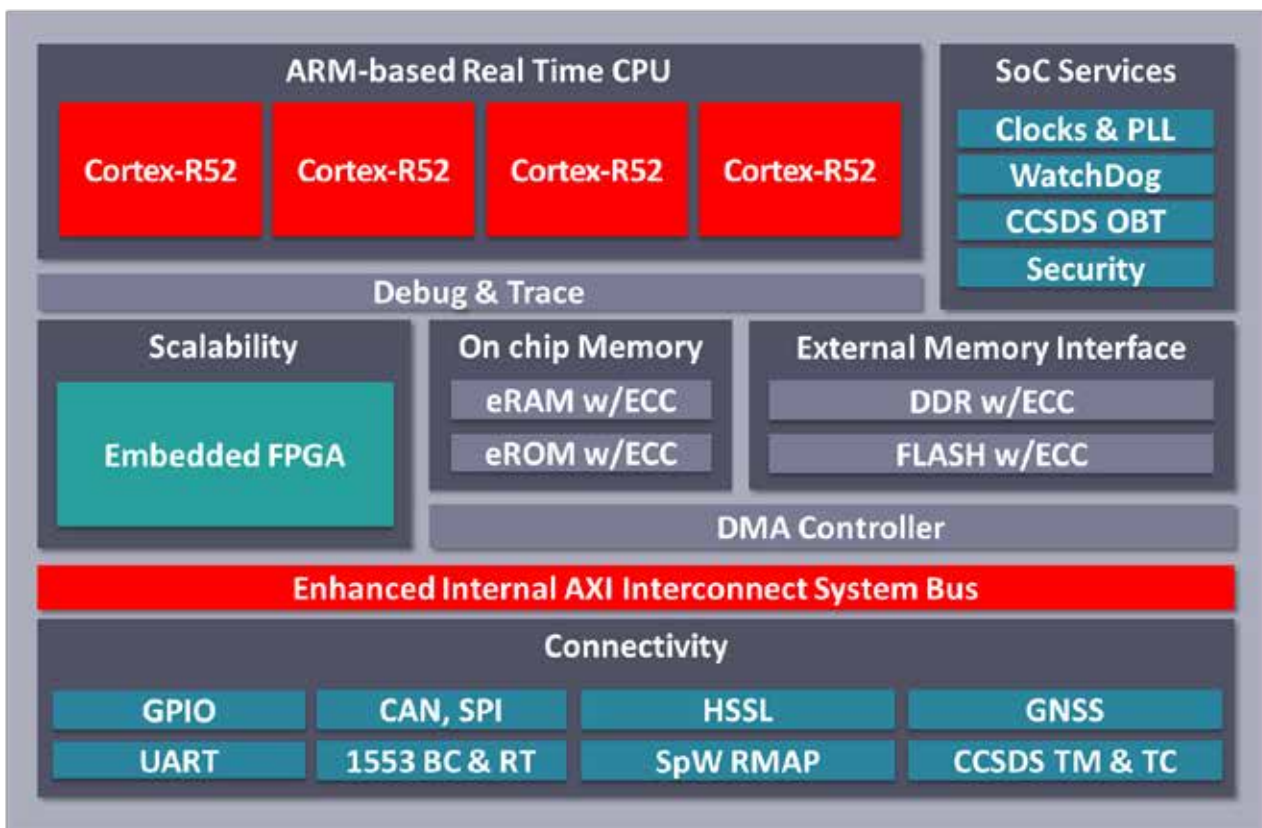 ARM-based Real Time CPU
Cortex-R52
Cortex-R52
Cortex-R52
Cortex-R52
SoC Services
Clocks & PLL
WatchDog
CCSDS OBT
Security
Debug & Trace
Scalability
Embedded FPGA
On chip Memory
eRAM w/ECC
eROM w/ECC
External Memory Interface
DDR w/ECC
FLASH w/ECC
DMA Controller
Enhanced Internal AXI Interconnect System Bus
Connectivity
GPIO
CAN, SPI
HSSL
GNSS
UART
1553 BC & RT
SpW RMAP
CCSDS TM & TC